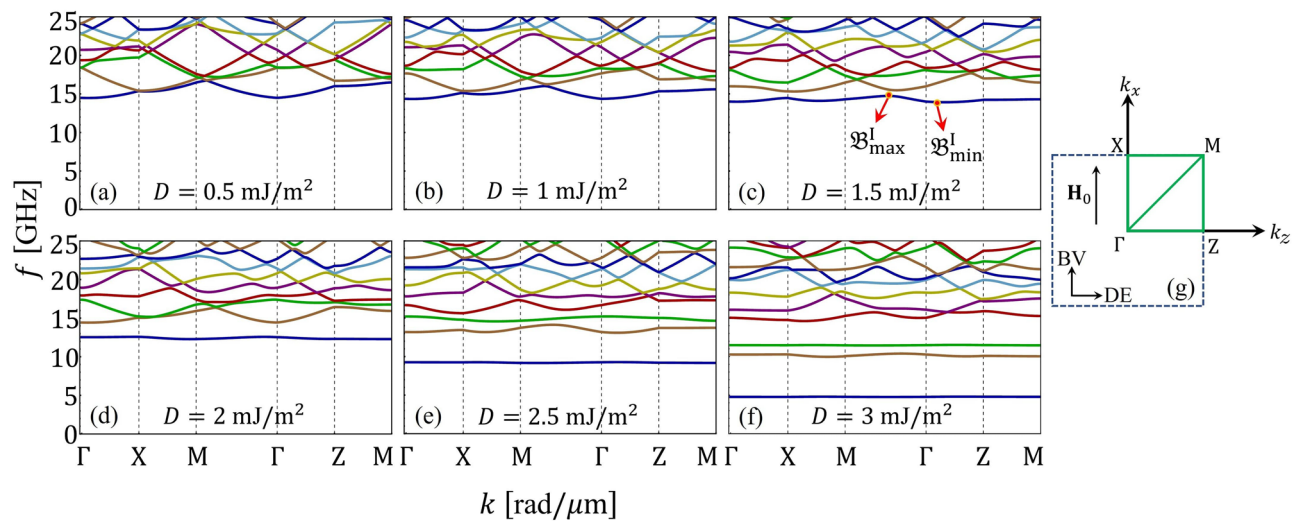 25
20
15
10
5
0
(a) D = 0.5 mJ/m²
(b) D = 1 mJ/m²
𝔅ᴵmax
𝔅ᴵmin
(c) D = 1.5 mJ/m²
f [GHz]
25
20
15
10
5
0
(d) D = 2 mJ/m²
(e) D = 2.5 mJ/m²
(f) D = 3 mJ/m²
Γ X M Γ Z M Γ X M Γ Z M Γ X M Γ Z M
k [rad/μm]
kx
X M
H₀
Γ Z kz
BV
DE (g)